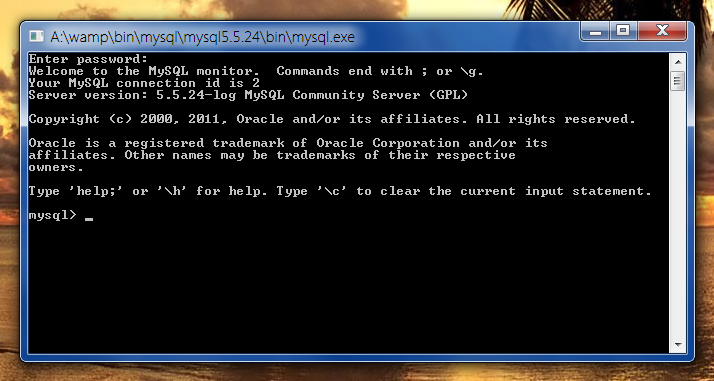 A:\wamp\bin\mysql\mysql5.5.24\bin\mysql.exe
Enter password:
Welcome to the MySQL monitor.  Commands end with ; or \g.
Your MySQL connection id is 2
Server version: 5.5.24-log MySQL Community Server (GPL)
Copyright (c) 2000, 2011, Oracle and/or its affiliates. All rights reserved.
Oracle is a registered trademark of Oracle Corporation and/or its
affiliates. Other names may be trademarks of their respective
owners.
Type 'help;' or '\h' for help. Type '\c' to clear the current input statement.
mysql> _